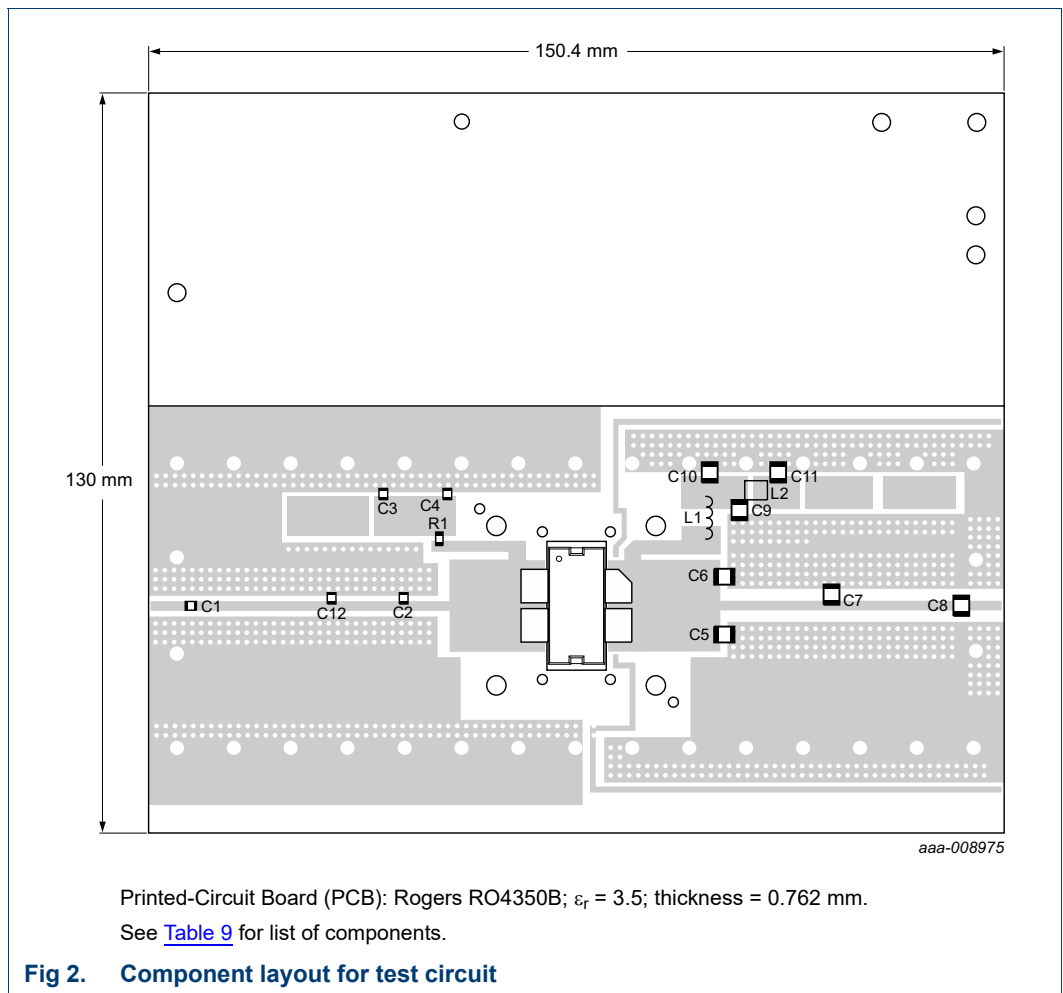 150.4 mm
130 mm
C10
C11
L2
C3
C4
C9
L1
R1
C6
C1
C12
C2
C7
C8
C5
aaa-008975
Printed-Circuit Board (PCB): Rogers RO4350B; εr = 3.5; thickness = 0.762 mm.
See Table 9 for list of components.
Fig 2. Component layout for test circuit